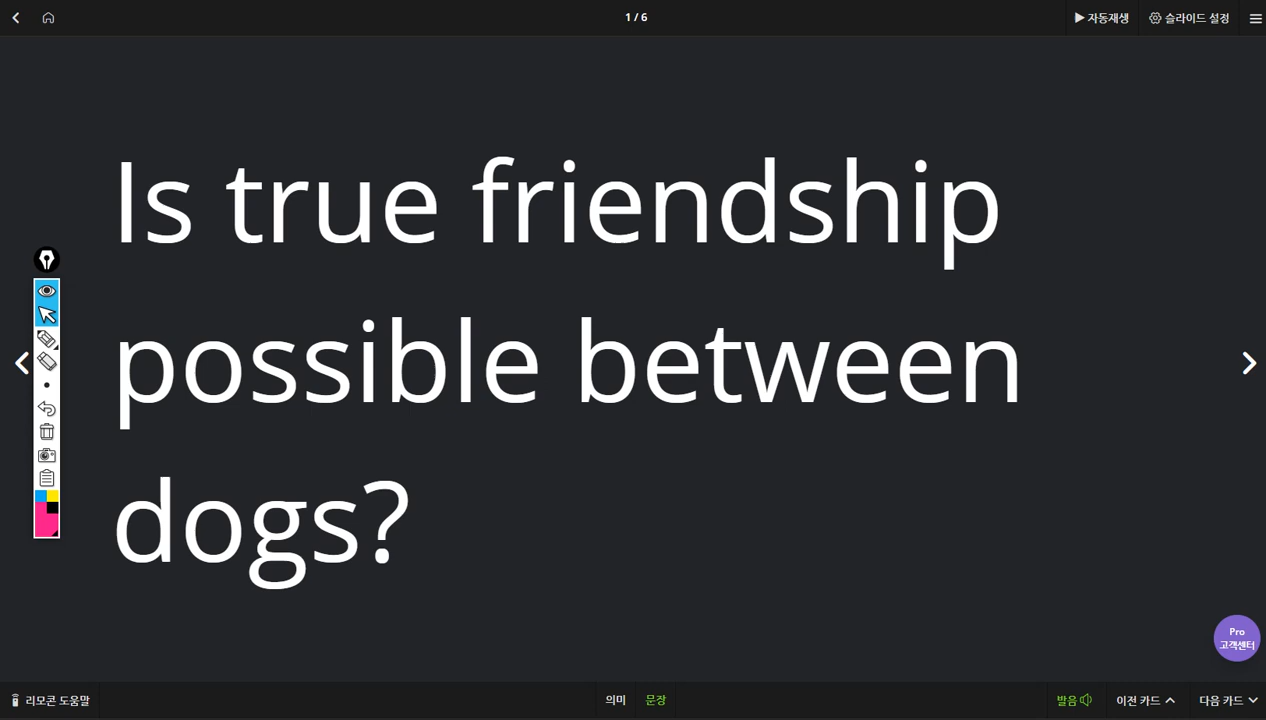 1 / 6
자동재생
슬라이드 설정
Is true friendship
possible between
dogs?
Pro
고객센터
리모콘 도움말
의미
문장
발음
이전 카드
다음 카드